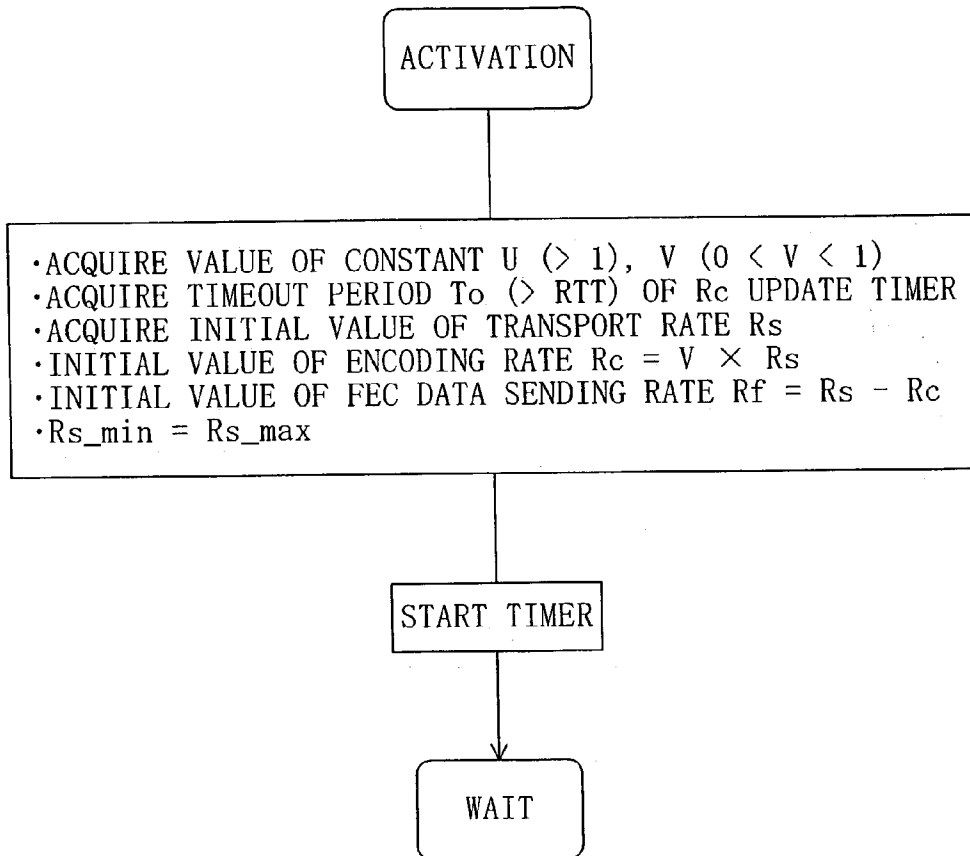 ACTIVATION
·ACQUIRE VALUE OF CONSTANT U (> 1), V (0 < V < 1)
·ACQUIRE TIMEOUT PERIOD To (> RTT) OF Rc UPDATE TIMER
·ACQUIRE INITIAL VALUE OF TRANSPORT RATE Rs
·INITIAL VALUE OF ENCODING RATE Rc = V × Rs
·INITIAL VALUE OF FEC DATA SENDING RATE Rf = Rs - Rc
·Rs_min = Rs_max
START TIMER
WAIT